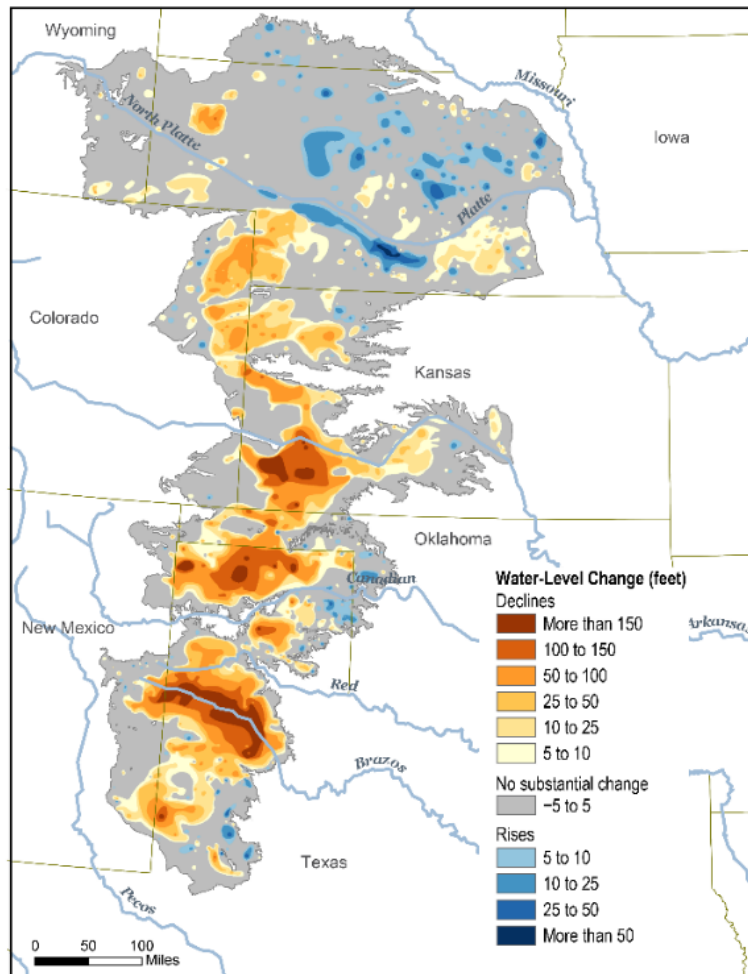 Wyoming
Missouri
North Platte
Iowa
Platte
Colorado
Kansas
Oklahoma
Canadian
New Mexico
Arkansas
Red
Brazos
Texas
Pecos
0 50 100
Miles
Water-Level Change (feet)
Declines
More than 150
100 to 150
50 to 100
25 to 50
10 to 25
5 to 10
No substantial change
−5 to 5
Rises
5 to 10
10 to 25
25 to 50
More than 50